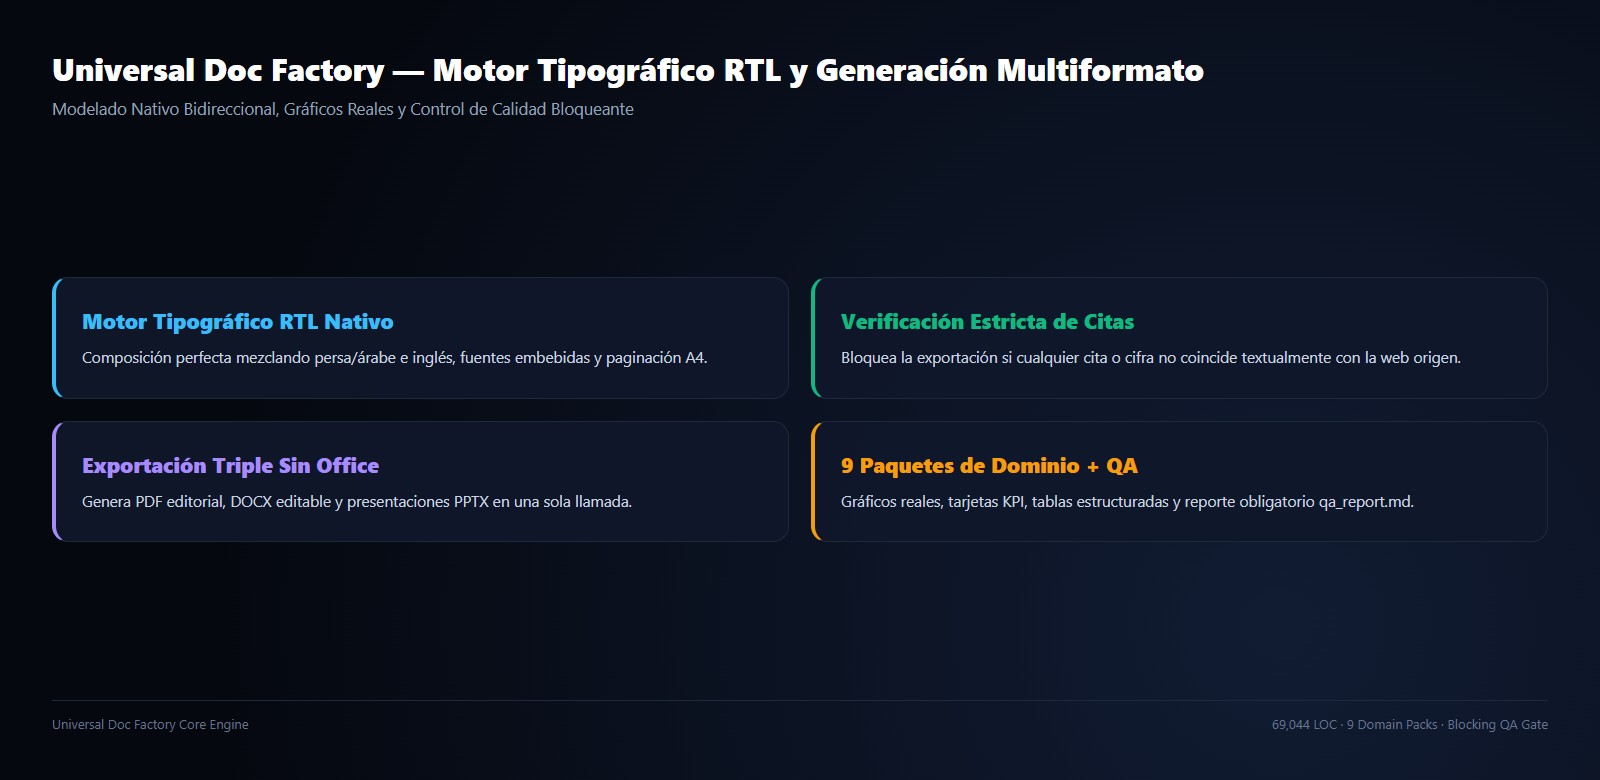 Universal Doc Factory — Motor Tipográfico RTL y Generación Multiformato
Modelado Nativo Bidireccional, Gráficos Reales y Control de Calidad Bloqueante
Motor Tipográfico RTL Nativo
Composición perfecta mezclando persa/árabe e inglés, fuentes embebidas y paginación A4.
Verificación Estricta de Citas
Bloquea la exportación si cualquier cita o cifra no coincide textualmente con la web origen.
Exportación Triple Sin Office
Genera PDF editorial, DOCX editable y presentaciones PPTX en una sola llamada.
9 Paquetes de Dominio + QA
Gráficos reales, tarjetas KPI, tablas estructuradas y reporte obligatorio qa_report.md.
Universal Doc Factory Core Engine
69,044 LOC · 9 Domain Packs · Blocking QA Gate